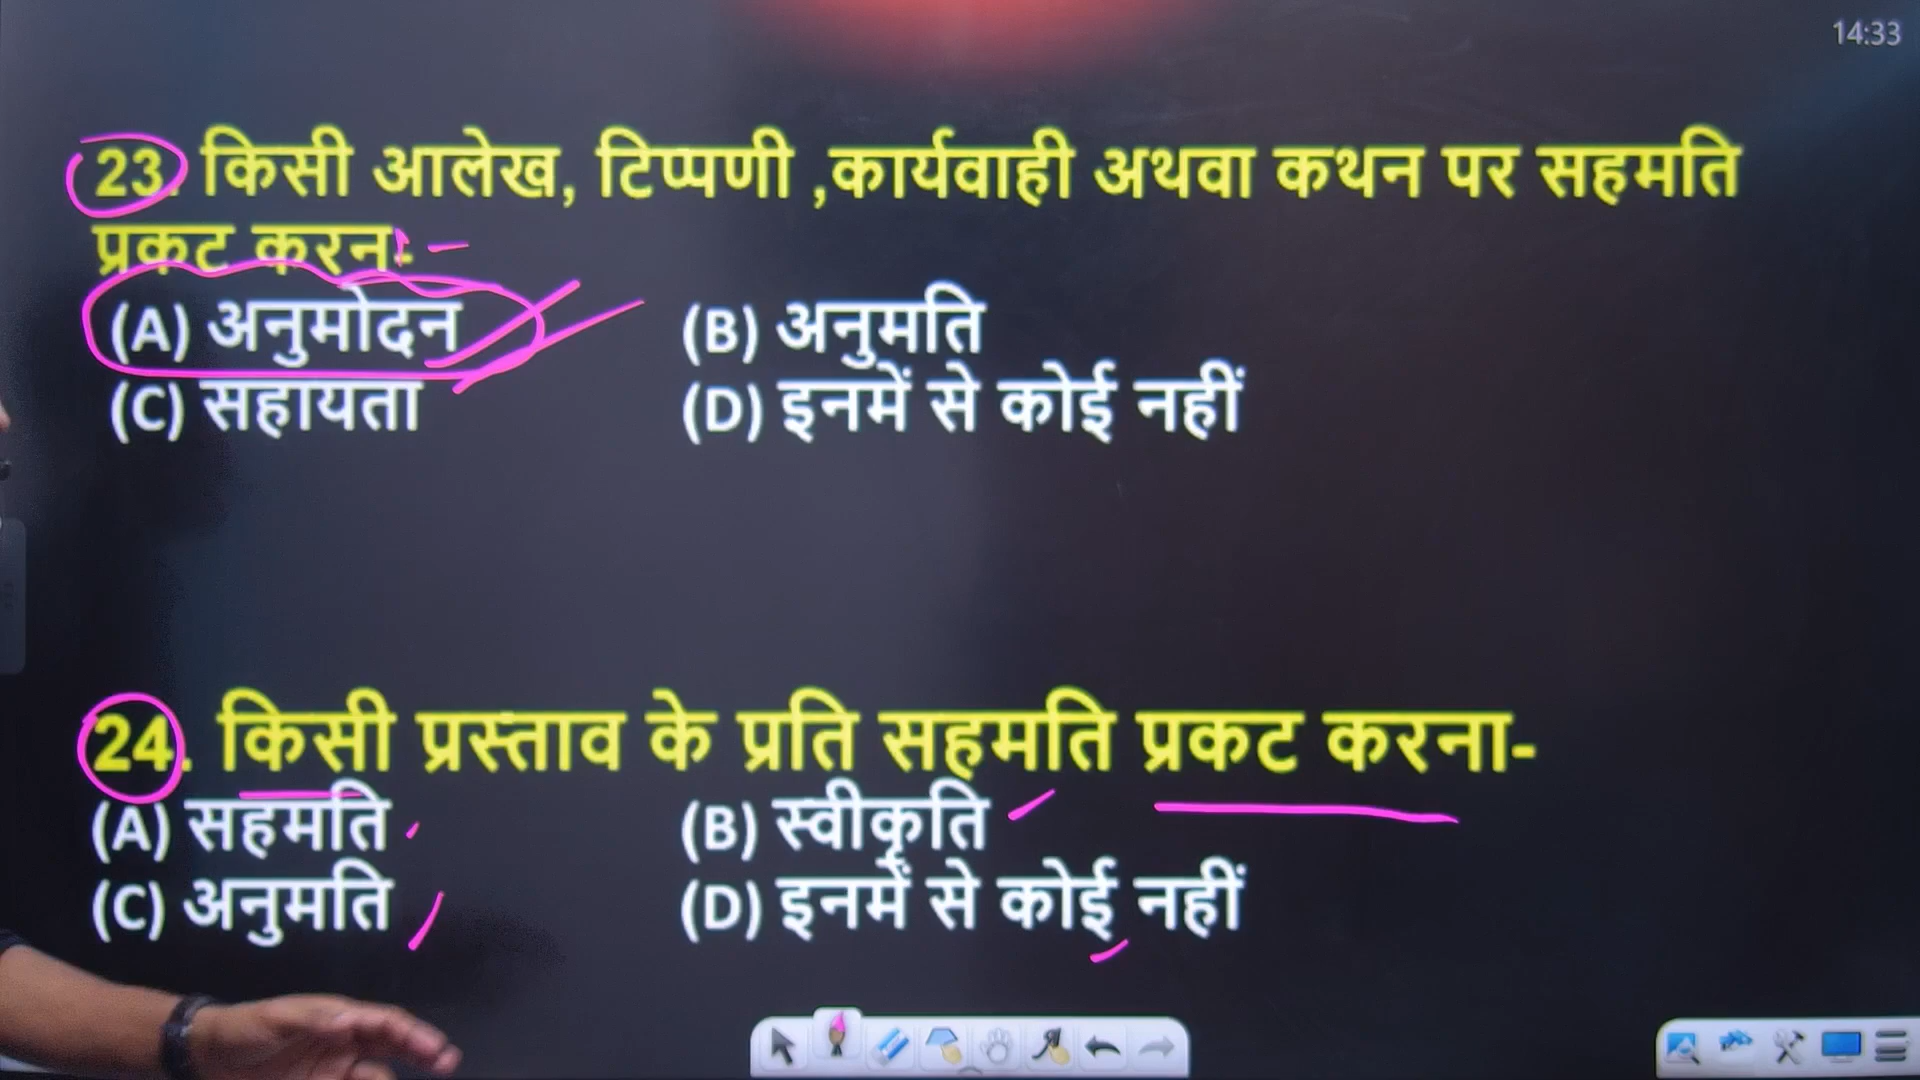 14:33
23. किसी आलेख, टिप्पणी ,कार्यवाही अथवा कथन पर सहमति
प्रकट करना-
(A) अनुमोदन (B) अनुमति
(C) सहायता (D) इनमें से कोई नहीं
24. किसी प्रस्ताव के प्रति सहमति प्रकट करना-
(A) सहमति (B) स्वीकृति
(C) अनुमति (D) इनमें से कोई नहीं